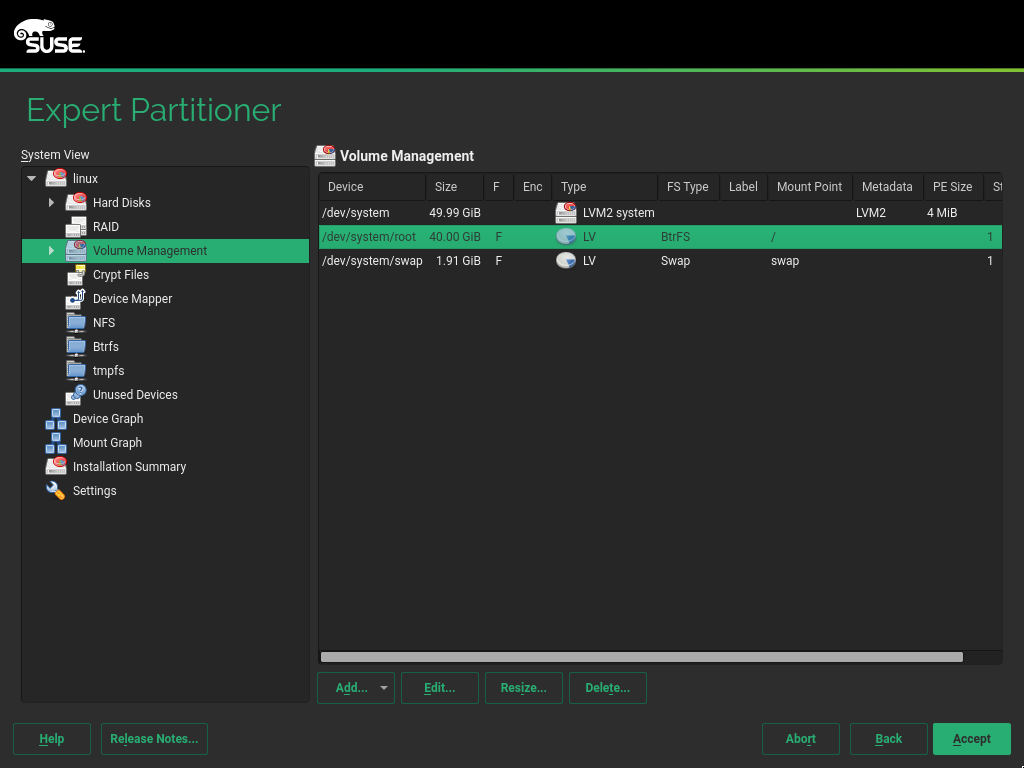 SUSE.
Expert Partitioner
System View
linux
Hard Disks
RAID
Volume Management
Crypt Files
Device Mapper
NFS
Btrfs
tmpfs
Unused Devices
Device Graph
Mount Graph
Installation Summary
Settings
Volume Management
Device Size F Enc Type FS Type Label Mount Point Metadata PE Size St
/dev/system 49.99 GiB LVM2 system LVM2 4 MiB
/dev/system/root 40.00 GiB F LV BtrFS / 1
/dev/system/swap 1.91 GiB F LV Swap swap 1
Add... Edit... Resize... Delete...
Help Release Notes... Abort Back Accept